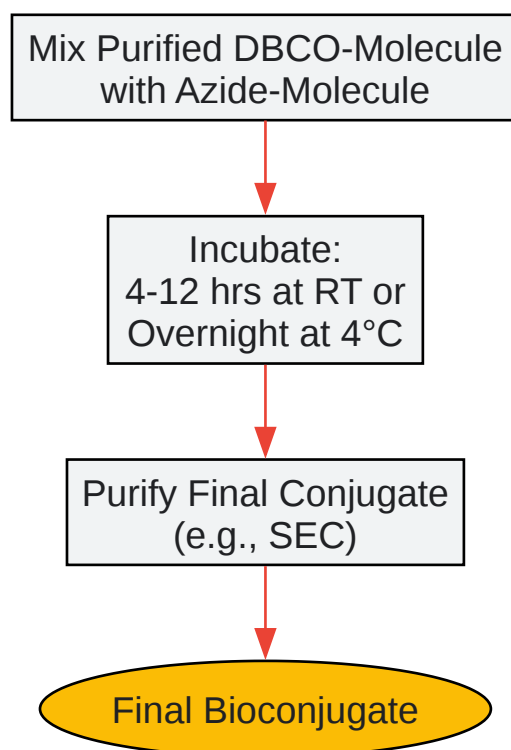 Mix Purified DBCO-Molecule
with Azide-Molecule
Incubate:
4-12 hrs at RT or
Overnight at 4°C
Purify Final Conjugate
(e.g., SEC)
Final Bioconjugate